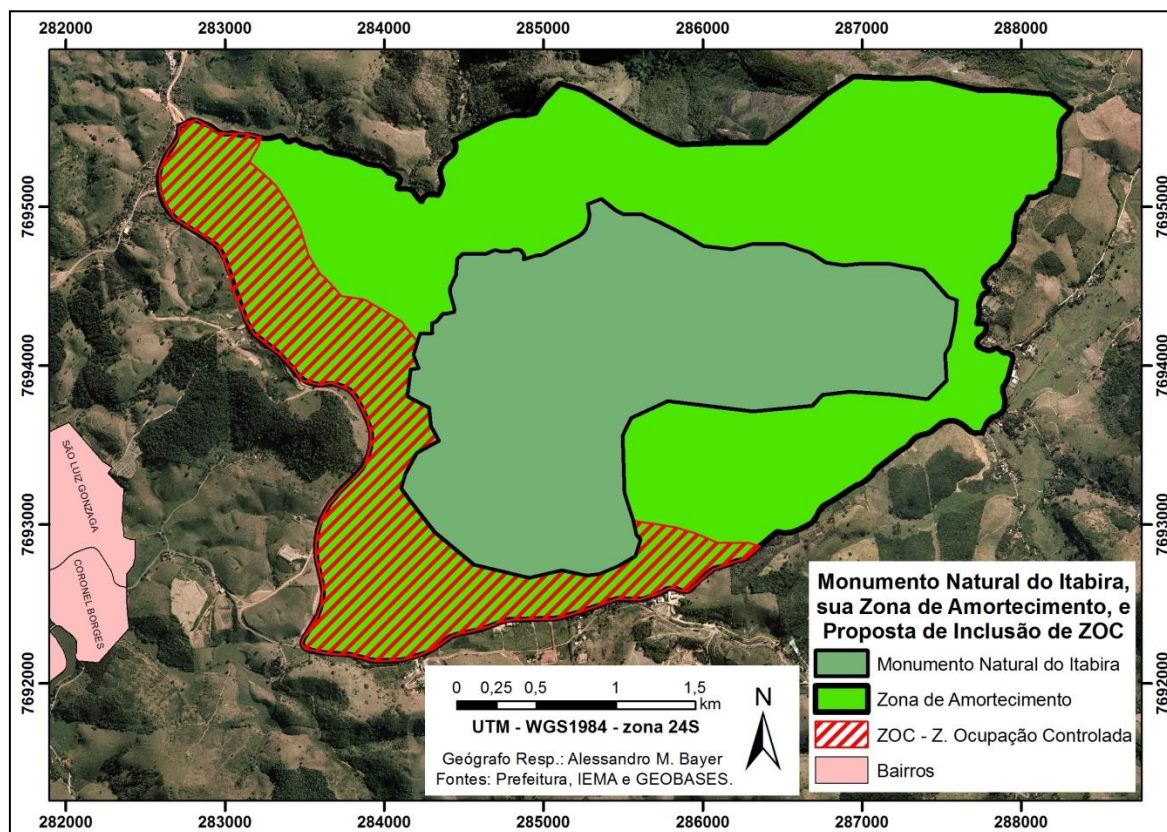 282000 283000 284000 285000 286000 287000 288000
7695000
7694000
7693000
7692000
7695000
7694000
7693000
7692000
SÃO LUIZ GONZAGA
CORONEL BORGES
0 0,25 0,5 1 1,5
km
UTM - WGS1984 - zona 24S
Geógrafo Resp.: Alessandro M. Bayer
Fontes: Prefeitura, IEMA e GEOBASES.
N
Monumento Natural do Itabira,
sua Zona de Amortecimento, e
Proposta de Inclusão de ZOC
Monumento Natural do Itabira
Zona de Amortecimento
ZOC - Z. Ocupação Controlada
Bairros
282000 283000 284000 285000 286000 287000 288000